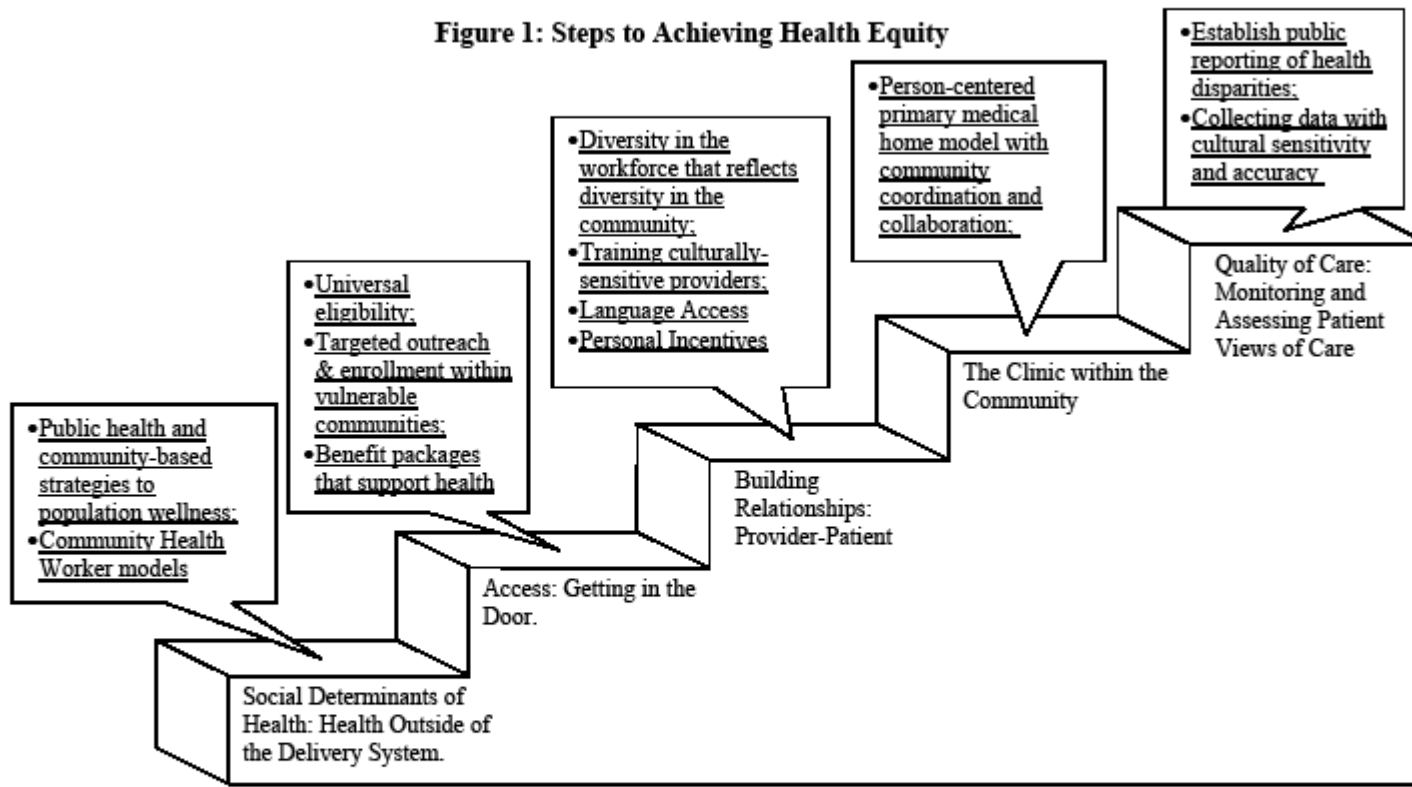 Figure 1: Steps to Achieving Health Equity
•Public health and
community-based
strategies to
population wellness;
•Community Health
Worker models
Social Determinants of
Health: Health Outside of
the Delivery System.
•Universal
eligibility;
•Targeted outreach
& enrollment within
vulnerable
communities;
•Benefit packages
that support health
Access: Getting in the
Door.
•Diversity in the
workforce that reflects
diversity in the
community;
•Training culturally-
sensitive providers;
•Language Access
•Personal Incentives
Building
Relationships:
Provider-Patient
•Person-centered
primary medical
home model with
community
coordination and
collaboration;
The Clinic within the
Community
•Establish public
reporting of health
disparities;
•Collecting data with
cultural sensitivity
and accuracy
Quality of Care:
Monitoring and
Assessing Patient
Views of Care